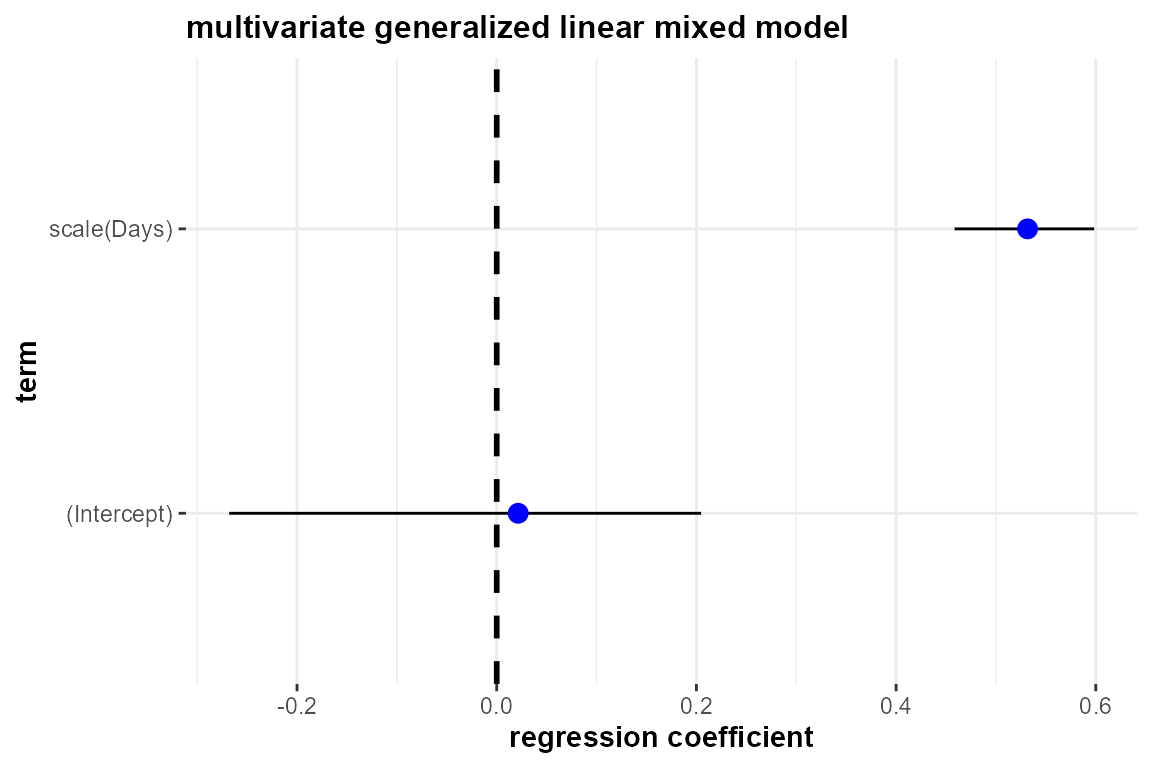 multivariate generalized linear mixed model
scale(Days)
term
(Intercept)
-0.2
0.0
0.2
0.4
0.6
regression coefficient